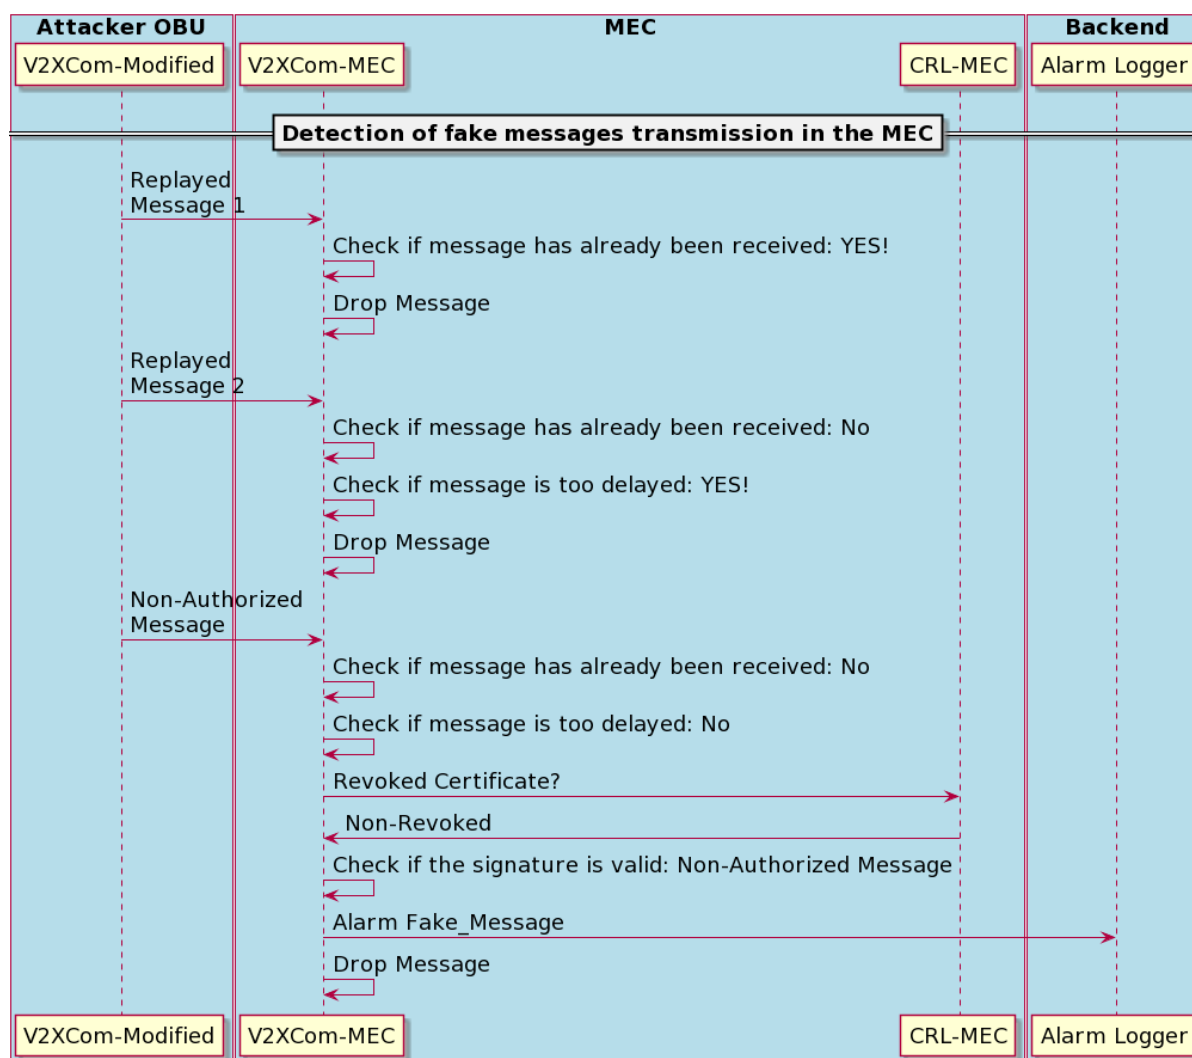 Attacker OBU
MEC
Backend
V2XCom-Modified
V2XCom-MEC
CRL-MEC
Alarm Logger
Detection of fake messages transmission in the MEC
Replayed
Message 1
Check if message has already been received: YES!
Drop Message
Replayed
Message 2
Check if message has already been received: No
Check if message is too delayed: YES!
Drop Message
Non-Authorized
Message
Check if message has already been received: No
Check if message is too delayed: No
Revoked Certificate?
Non-Revoked
Check if the signature is valid: Non-Authorized Message
Alarm Fake_Message
Drop Message
V2XCom-Modified
V2XCom-MEC
CRL-MEC
Alarm Logger